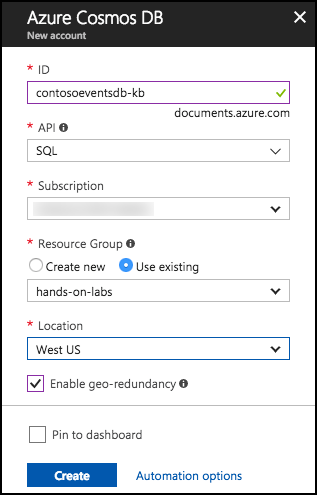 Azure Cosmos DB
New account
* ID
contosoeventsdb-kb
documents.azure.com
* API
SQL
* Subscription
* Resource Group
Create new Use existing
hands-on-labs
* Location
West US
Enable geo-redundancy
Pin to dashboard
Create Automation options